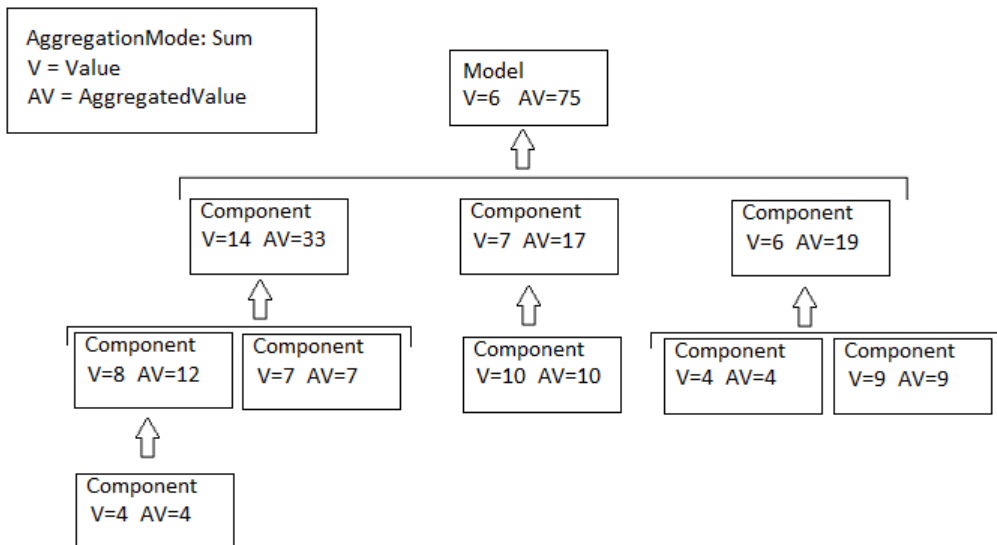 AggregationMode: Sum
V = Value
AV = AggregatedValue
Model
V=6 AV=75
Component
V=14 AV=33
Component
V=7 AV=17
Component
V=6 AV=19
Component
V=8 AV=12
Component
V=7 AV=7
Component
V=10 AV=10
Component
V=4 AV=4
Component
V=9 AV=9
Component
V=4 AV=4